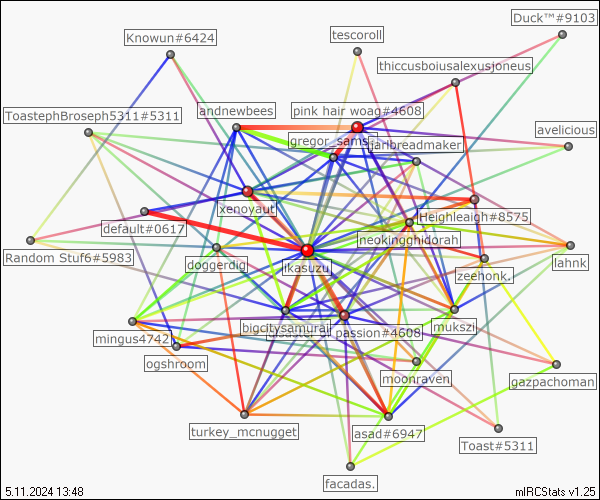 Duck™#9103
Knowun#6424
tescoroll
thiccusboiusalexusjoneus
ToastephBroseph5311#5311
andnewbees
pink hair woag#4608
avelicious
gregor_sams
jarlbreadmaker.
xenoyaut
default#0617
Heighleaigh#8575
neokingghidorah
Random Stuf6#5983
doggerdig
ikasuzu
zeehonk.
lahnk
mingus4742
bigcitysamurai
passion#4608
mukszii
ogshroom
moonraven
gazpachoman
turkey_mcnugget
asad#6947
Toast#5311
facadas.
5.11.2024 13:48
mIRCStats v1.25